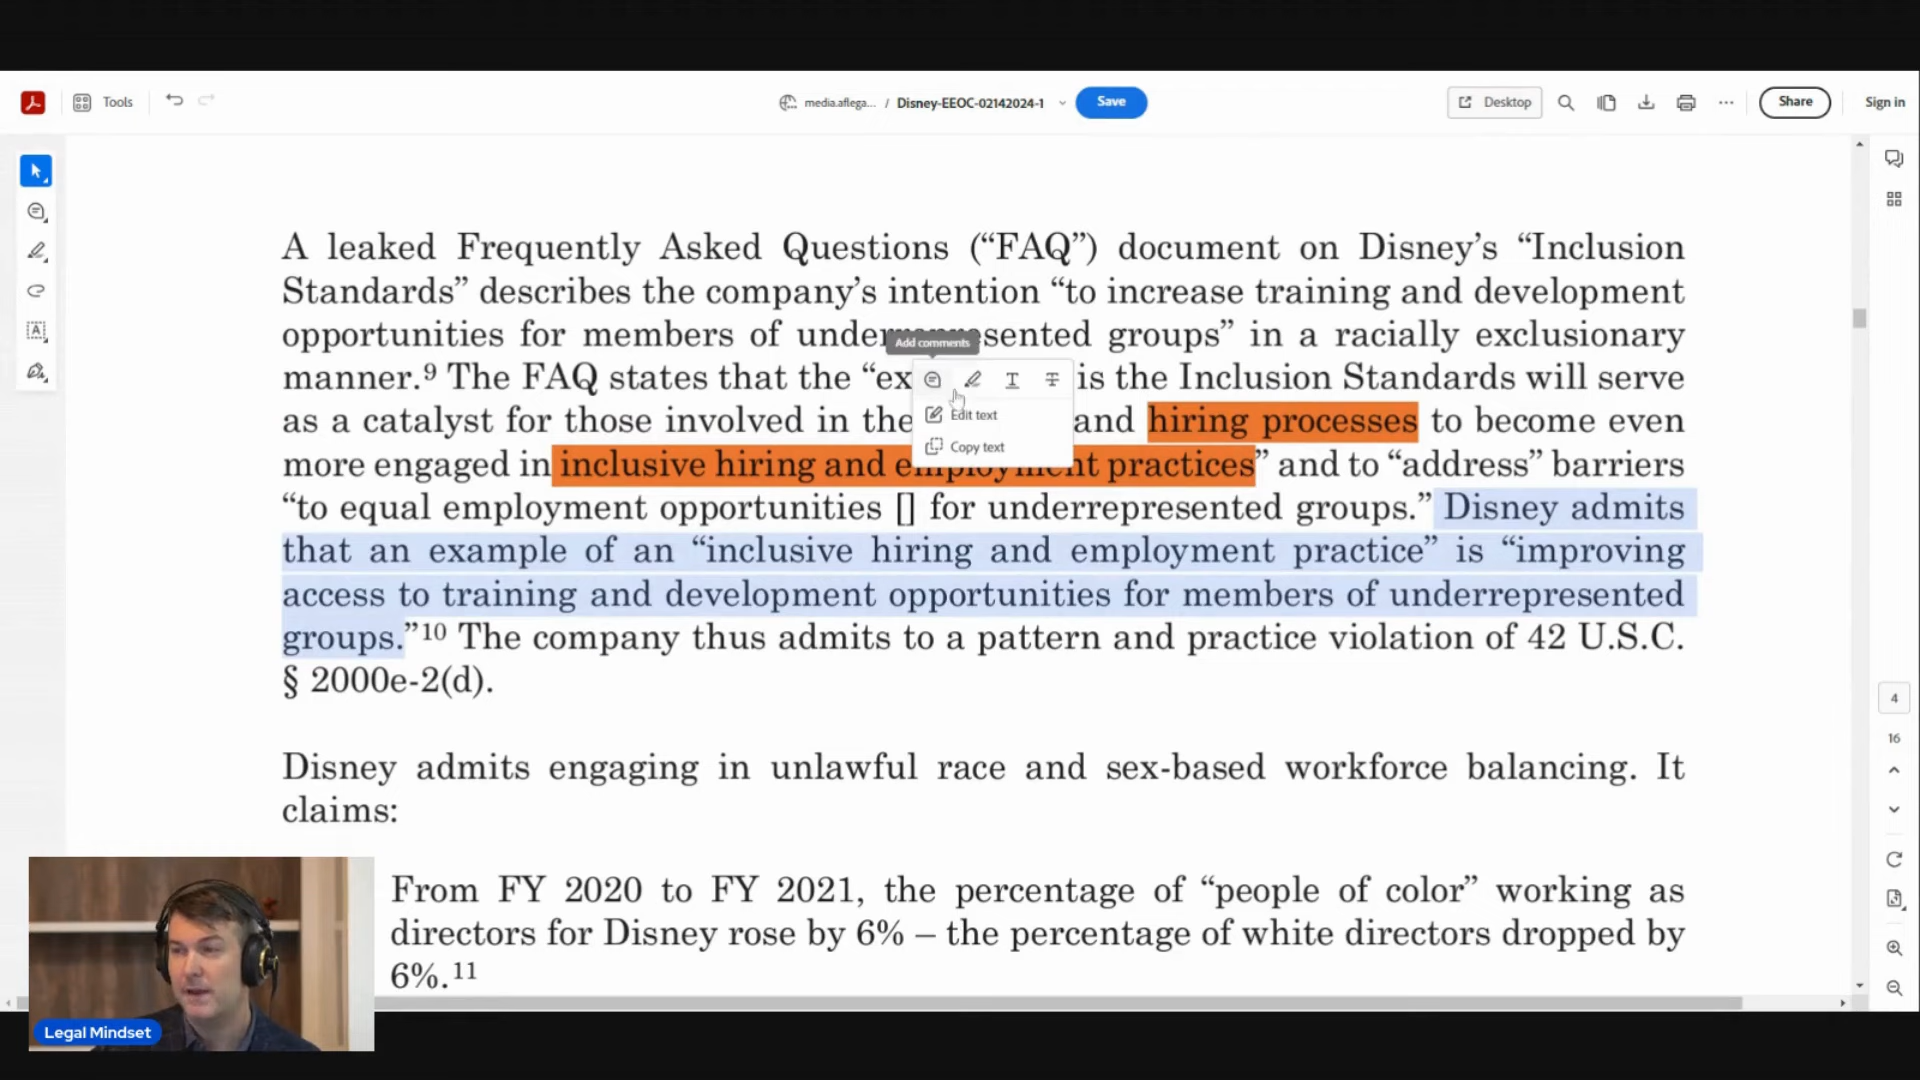 Tools
media.aflega... / Disney-EEOC-02142024-1
Save
Desktop
Share
Sign in
A leaked Frequently Asked Questions (“FAQ”) document on Disney’s “Inclusion
Standards” describes the company’s intention “to increase training and development
opportunities for members of underrepresented groups” in a racially exclusionary
manner.⁹ The FAQ states that the “ex is the Inclusion Standards will serve
as a catalyst for those involved in the and hiring processes to become even
more engaged in inclusive hiring and employment practices” and to “address” barriers
“to equal employment opportunities [] for underrepresented groups.” Disney admits
that an example of an “inclusive hiring and employment practice” is “improving
access to training and development opportunities for members of underrepresented
groups.”¹⁰ The company thus admits to a pattern and practice violation of 42 U.S.C.
§ 2000e-2(d).
Add comments
Edit text
Copy text
Disney admits engaging in unlawful race and sex-based workforce balancing. It
claims:
From FY 2020 to FY 2021, the percentage of “people of color” working as
directors for Disney rose by 6% – the percentage of white directors dropped by
6%.¹¹
4
16
Legal Mindset